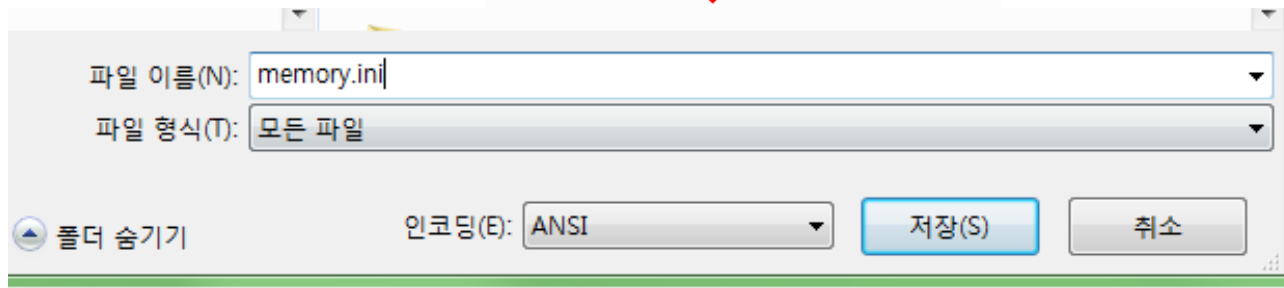 파일 이름(N): memory.ini
파일 형식(T): 모든 파일
폴더 숨기기 인코딩(E): ANSI 저장(S) 취소